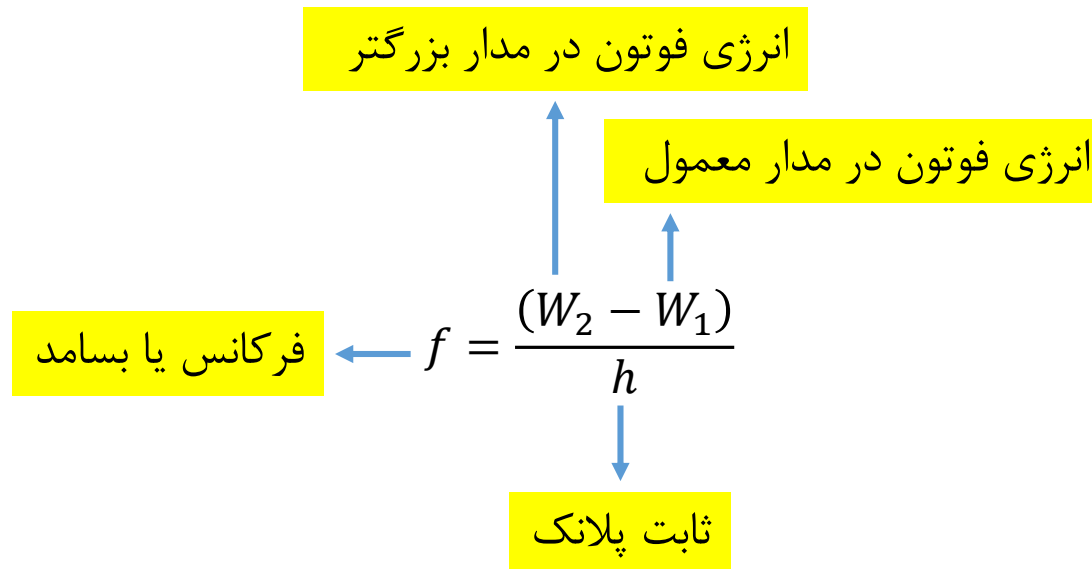 انرژی فوتون در مدار بزرگتر
انرژی فوتون در مدار معمول
فرکانس یا بسامد
f = (W₂ − W₁) / h
ثابت پلانک